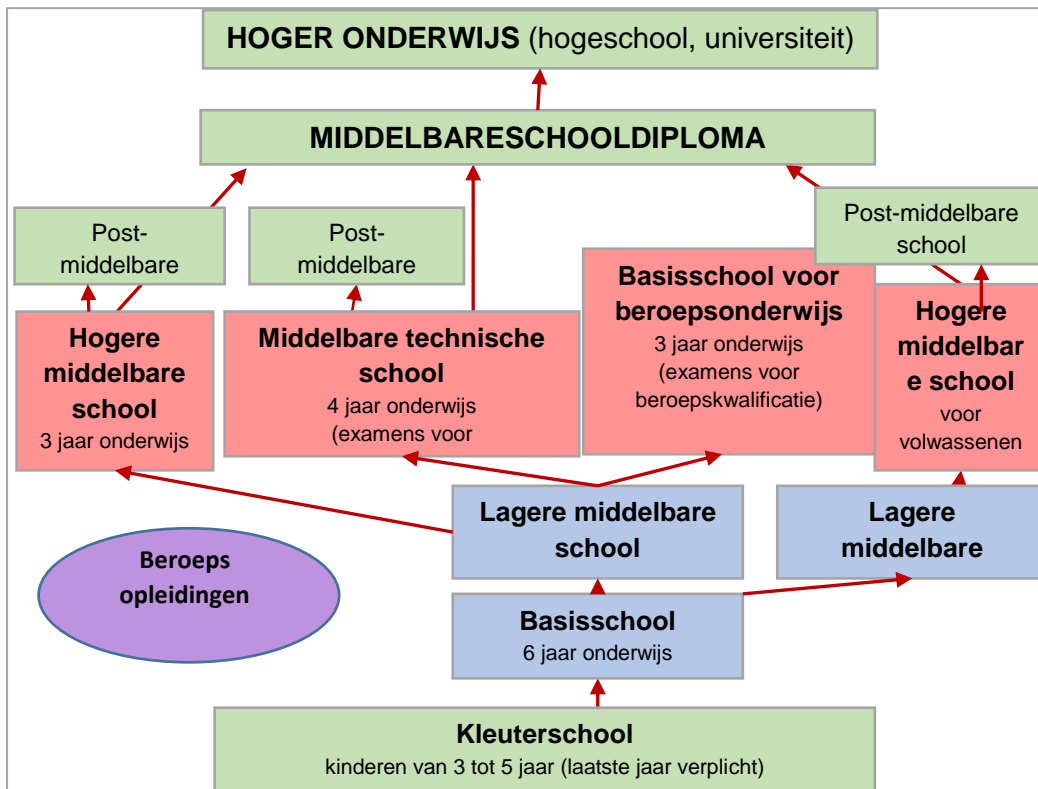 HOGER ONDERWIJS (hogeschool, universiteit)
MIDDELBARESCHOOLDIPLOMA
Post-
middelbare
Post-
middelbare
Post-middelbare
school
Hogere
middelbare
school
3 jaar onderwijs
Middelbare technische
school
4 jaar onderwijs
(examens voor
Basisschool voor
beroepsonderwijs
3 jaar onderwijs
(examens voor
beroepskwalificatie)
Hogere
middelbar
e school
voor
volwassenen
Lagere middelbare
school
Lagere
middelbare
Beroeps
opleidingen
Basisschool
6 jaar onderwijs
Kleuterschool
kinderen van 3 tot 5 jaar (laatste jaar verplicht)